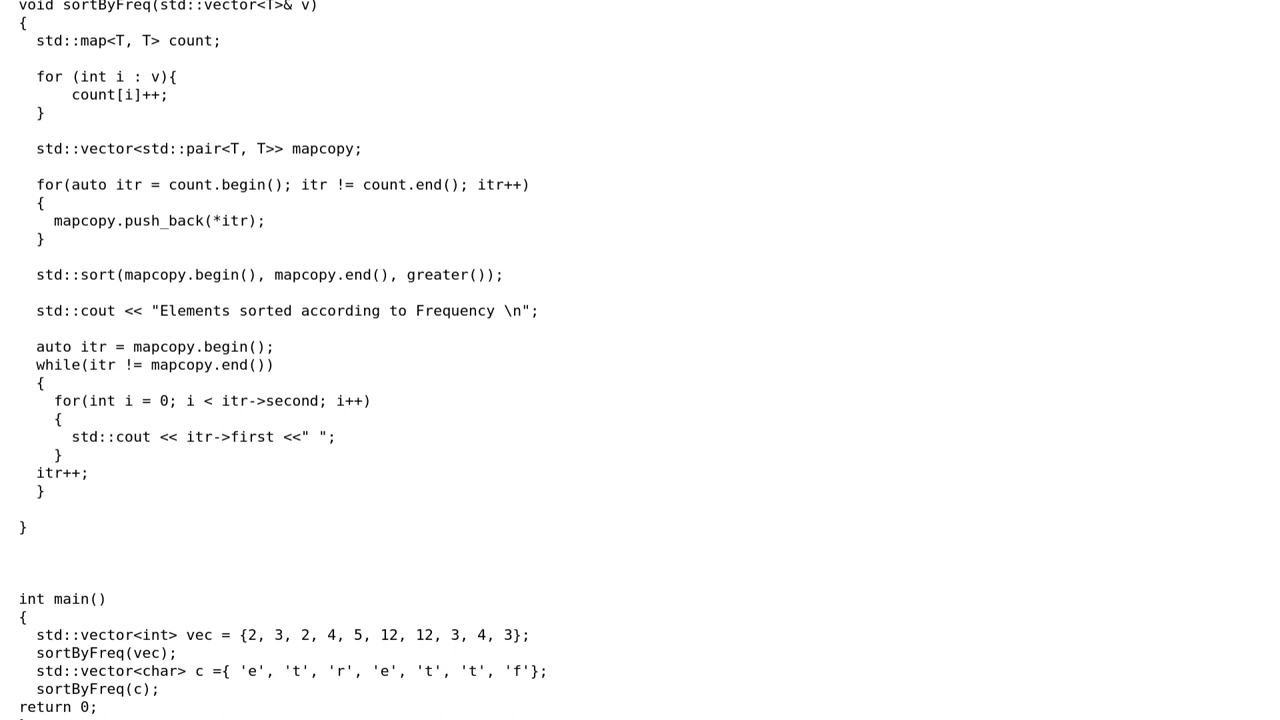 void sortByFreq(std::vector<T>& v)
{
  std::map<T, T> count;

  for (int i : v){
      count[i]++;
  }

  std::vector<std::pair<T, T>> mapcopy;

  for(auto itr = count.begin(); itr != count.end(); itr++)
  {
    mapcopy.push_back(*itr);
  }

  std::sort(mapcopy.begin(), mapcopy.end(), greater());

  std::cout << "Elements sorted according to Frequency \n";

  auto itr = mapcopy.begin();
  while(itr != mapcopy.end())
  {
    for(int i = 0; i < itr->second; i++)
    {
      std::cout << itr->first <<" ";
    }
  itr++;
  }

}

int main()
{
  std::vector<int> vec = {2, 3, 2, 4, 5, 12, 12, 3, 4, 3};
  sortByFreq(vec);
  std::vector<char> c ={ 'e', 't', 'r', 'e', 't', 't', 'f'};
  sortByFreq(c);
return 0;